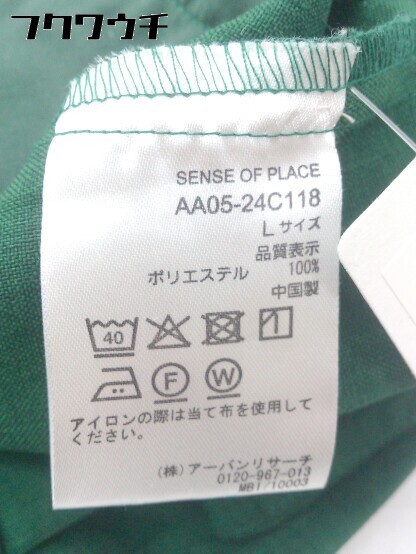 フクワウチ
SENSE OF PLACE
AA05-24C118
L サイズ
品質表示
ポリエステル 100%
中国製
40
F W
アイロンの際は当て布を使用して
ください。
(株) アーバンリサーチ
0120-967-013
MB1/10003